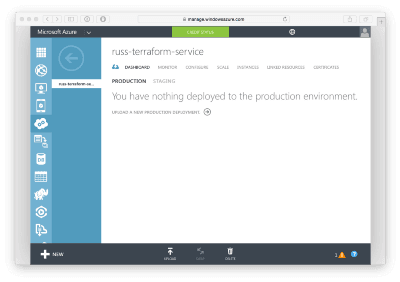 manage.windowsazure.com
Microsoft Azure
CREDIT STATUS
russ-terraform-service
russ-terraform-se...
DASHBOARD MONITOR CONFIGURE SCALE INSTANCES LINKED RESOURCES CERTIFICATES
PRODUCTION STAGING
You have nothing deployed to the production environment.
UPLOAD A NEW PRODUCTION DEPLOYMENT
NEW
UPLOAD
DELETE